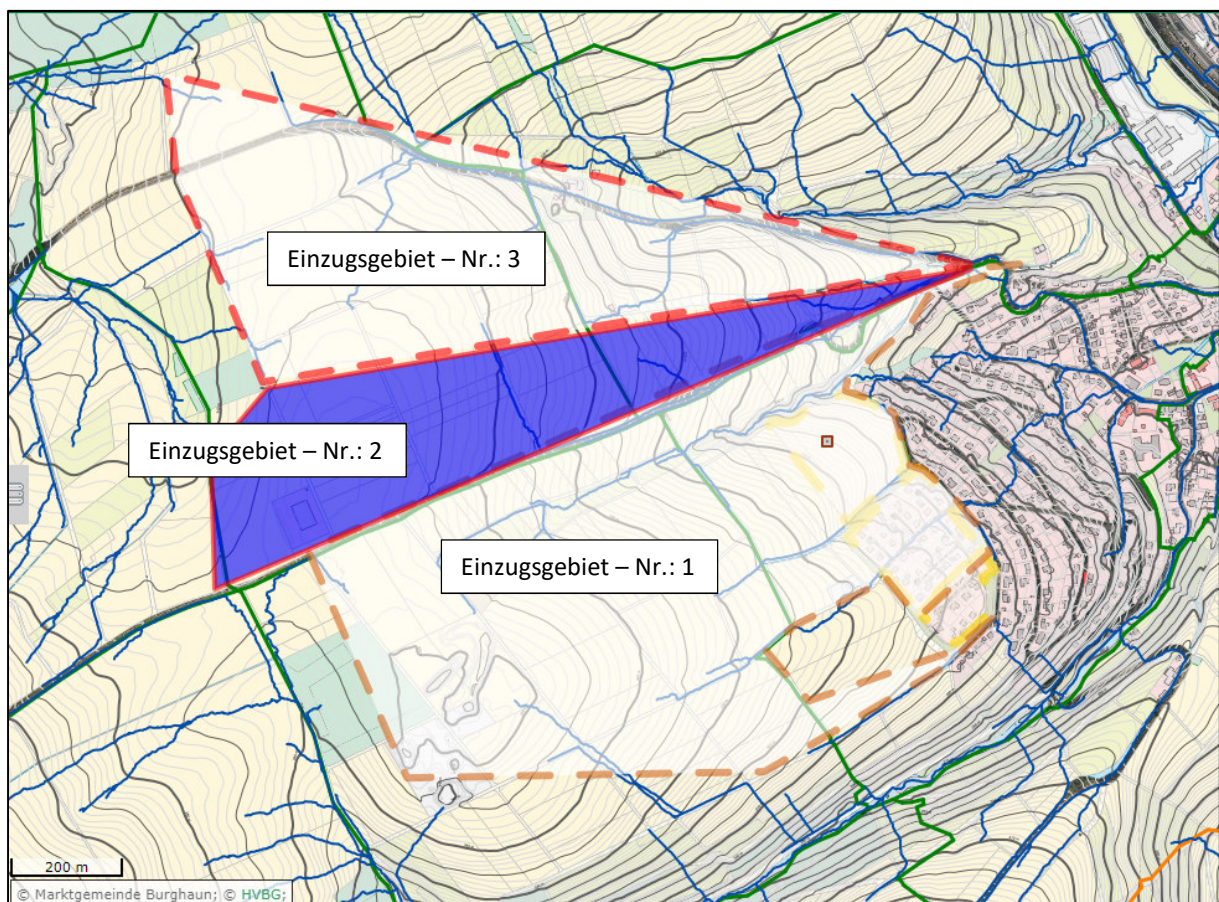 Einzugsgebiet – Nr.: 3
Einzugsgebiet – Nr.: 2
Einzugsgebiet – Nr.: 1
200 m
© Marktgemeinde Burghaun; © HVBG;